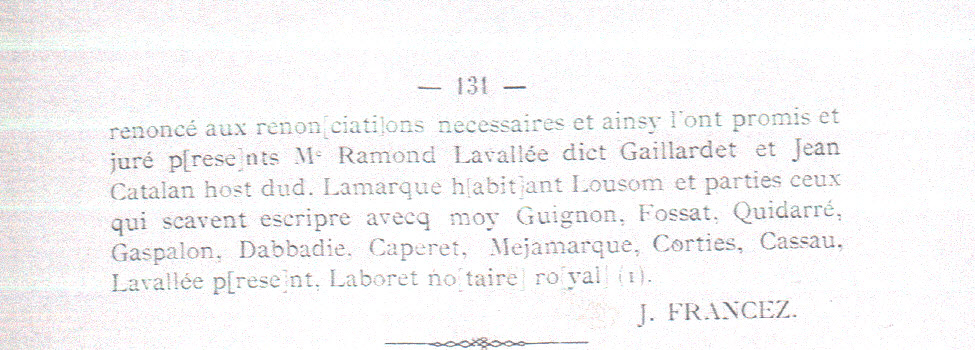 — 131 —
renoncé aux renon[ciati]ons necessaires et ainsy l'ont promis et
juré p[rese]nts Me Ramond Lavallée dict Gaillardet et Jean
Catalan host dud. Lamarque h[abit]ant Lousom et parties ceux
qui scavent escripre avecq moy Guignon, Fossat, Quidarré,
Gaspalon, Dabbadie, Caperet, Mejamarque, Corties, Cassau,
Lavallée p[rese]nt, Laboret no[taire] ro[yal] (1).
J. FRANCEZ.